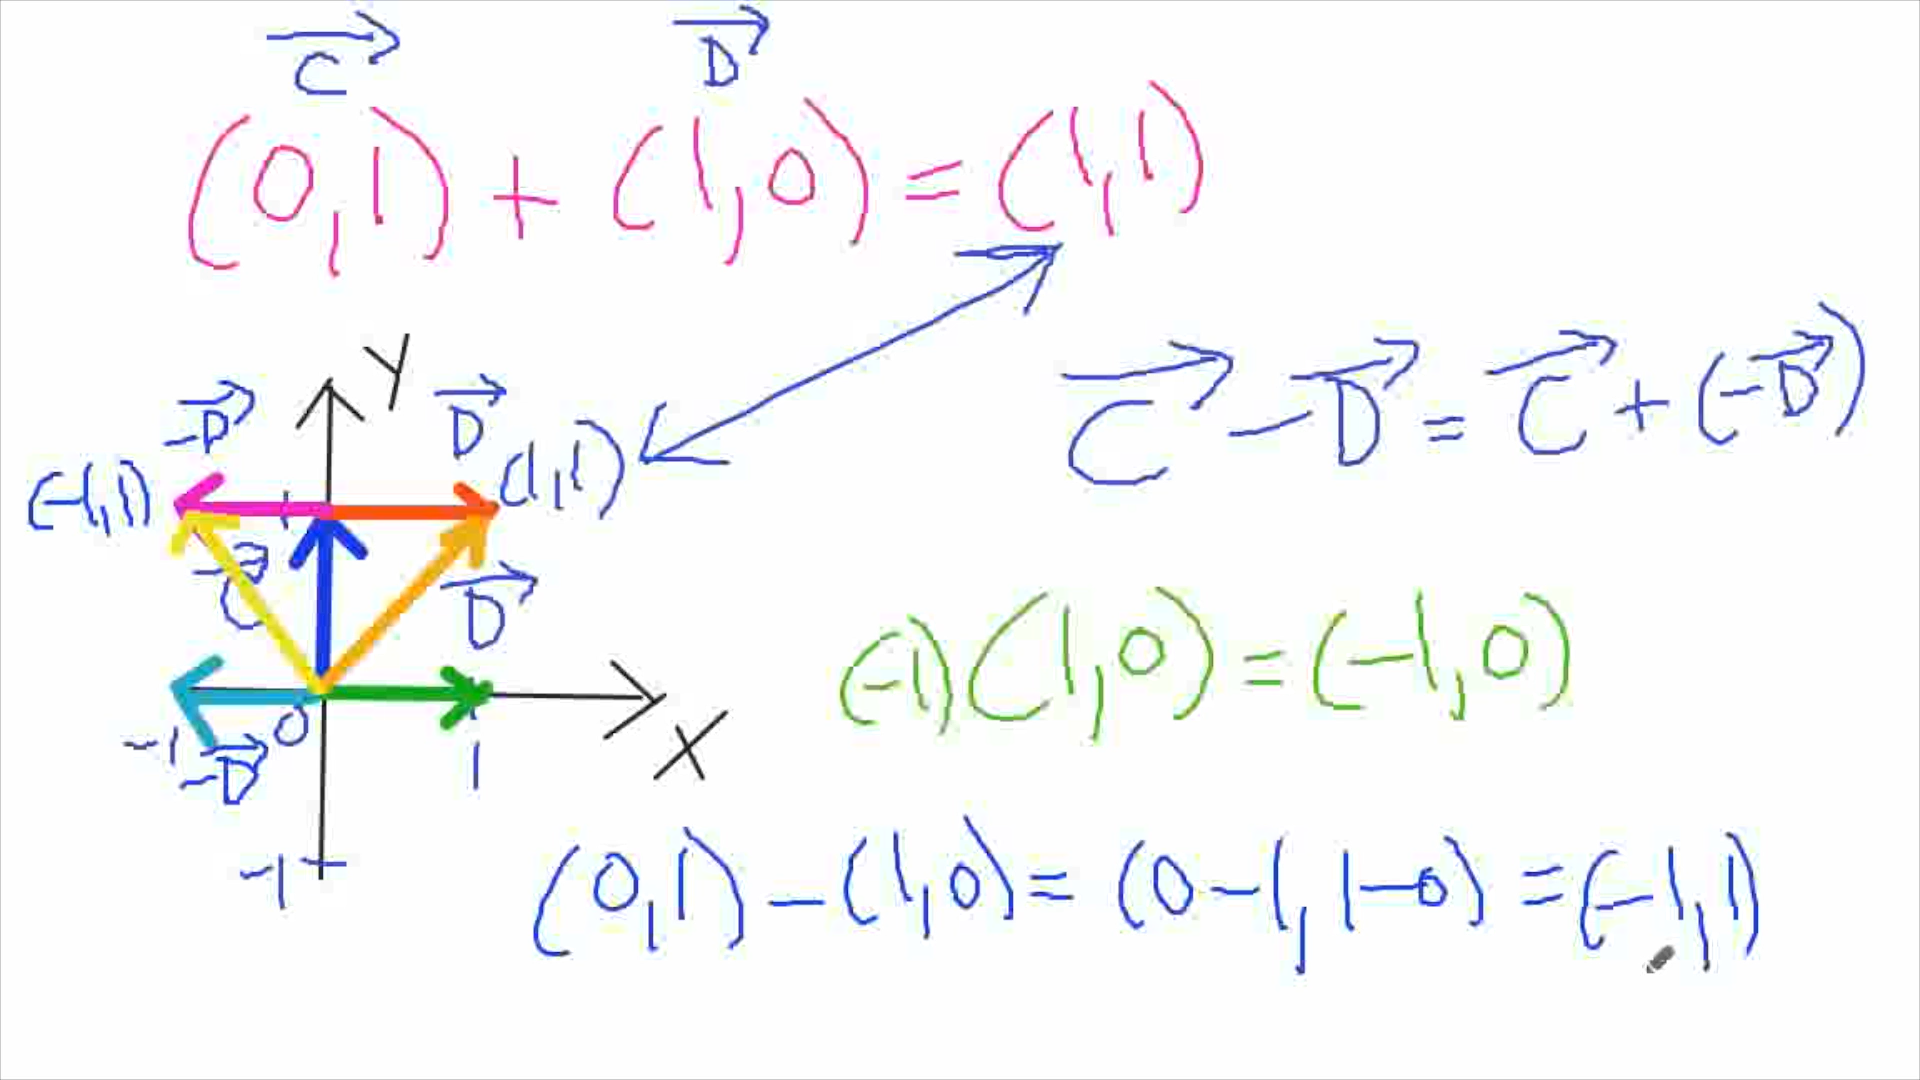 C D
(0,1) + (1,0) = (1,1)
C - D = C + (-D)
Y
-D D
(-1,1) 1 (1,1)
C D
-1 0 1 X
-D
-1
(-1)(1,0) = (-1,0)
(0,1) - (1,0) = (0-1, 1-0) = (-1,1)